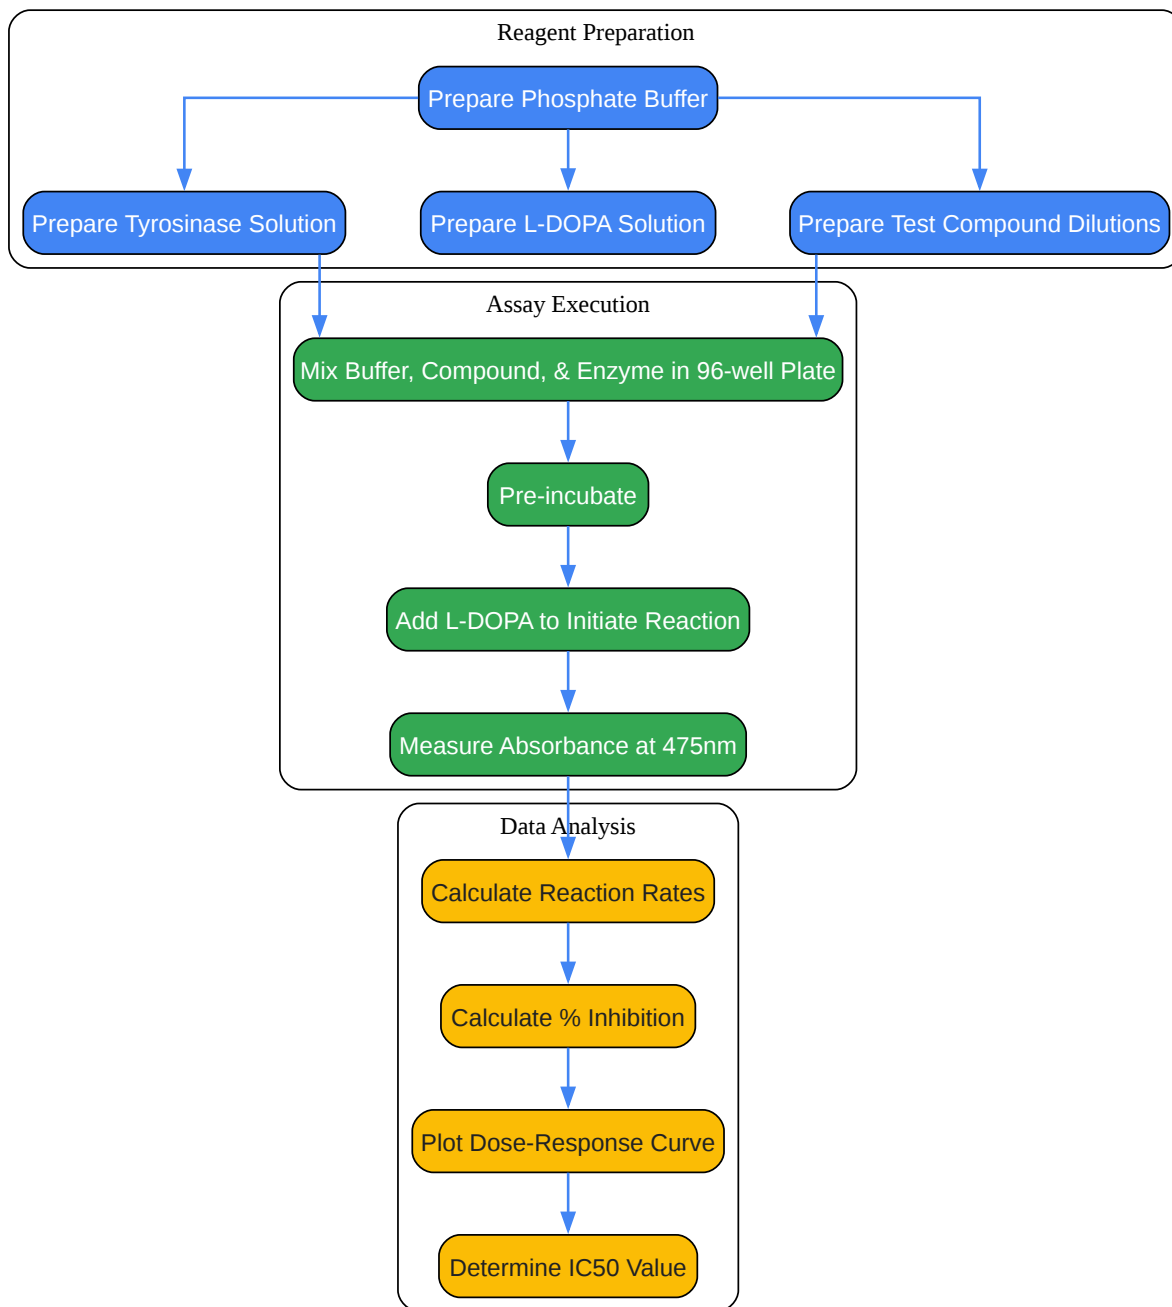 Reagent Preparation
Prepare Phosphate Buffer
Prepare Tyrosinase Solution
Prepare L-DOPA Solution
Prepare Test Compound Dilutions
Assay Execution
Mix Buffer, Compound, & Enzyme in 96-well Plate
Pre-incubate
Add L-DOPA to Initiate Reaction
Measure Absorbance at 475nm
Data Analysis
Calculate Reaction Rates
Calculate % Inhibition
Plot Dose-Response Curve
Determine IC50 Value